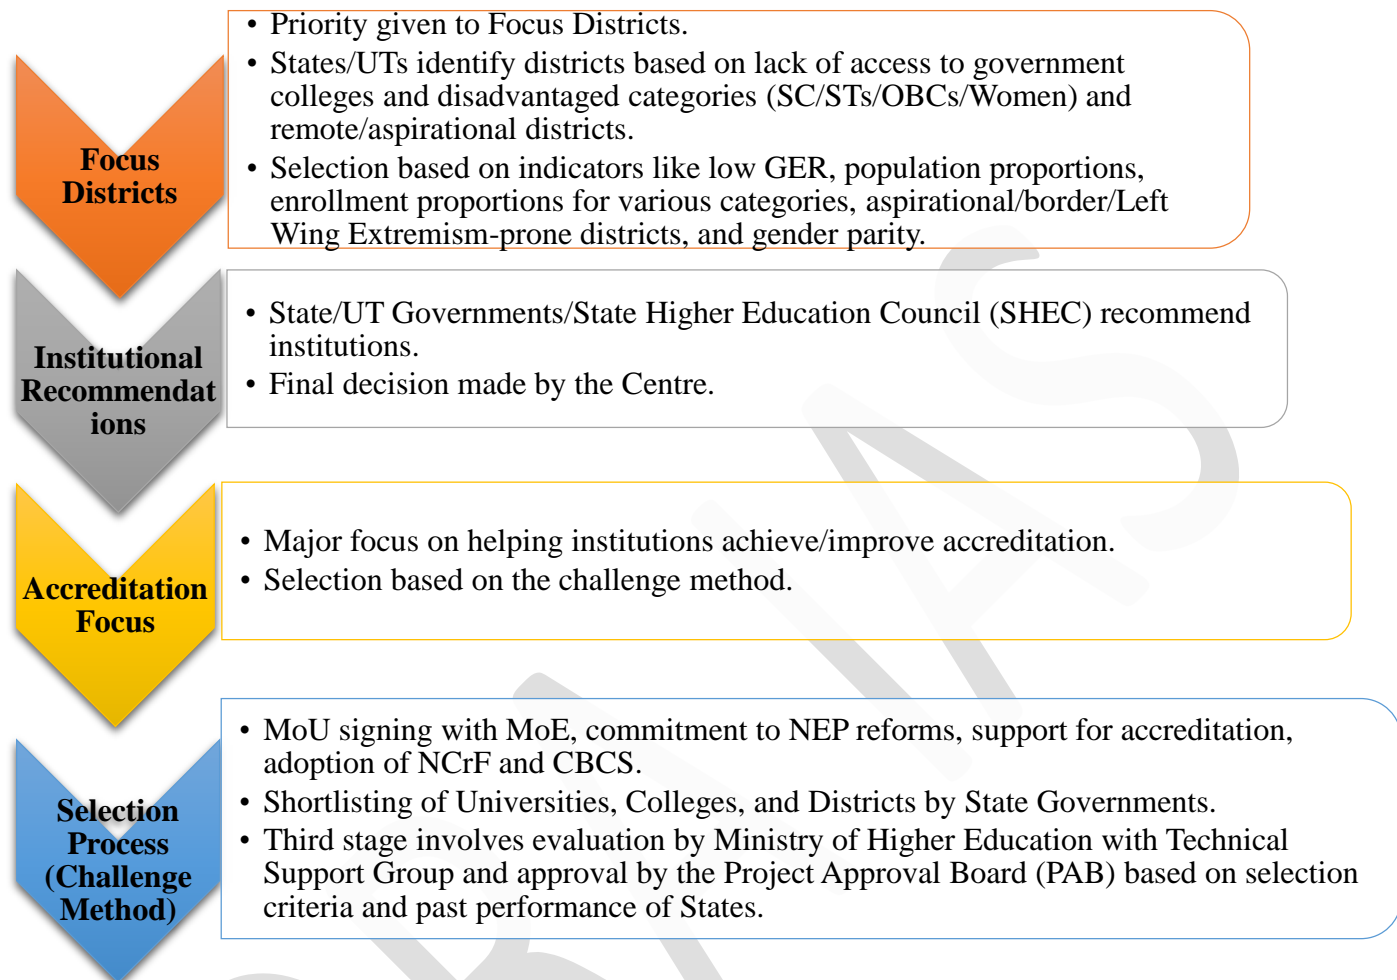 Focus
Districts
• Priority given to Focus Districts.
• States/UTs identify districts based on lack of access to government
colleges and disadvantaged categories (SC/STs/OBCs/Women) and
remote/aspirational districts.
• Selection based on indicators like low GER, population proportions,
enrollment proportions for various categories, aspirational/border/Left
Wing Extremism-prone districts, and gender parity.
Institutional
Recommendat
ions
• State/UT Governments/State Higher Education Council (SHEC) recommend
institutions.
• Final decision made by the Centre.
Accreditation
Focus
• Major focus on helping institutions achieve/improve accreditation.
• Selection based on the challenge method.
Selection
Process
(Challenge
Method)
• MoU signing with MoE, commitment to NEP reforms, support for accreditation,
adoption of NCrF and CBCS.
• Shortlisting of Universities, Colleges, and Districts by State Governments.
• Third stage involves evaluation by Ministry of Higher Education with Technical
Support Group and approval by the Project Approval Board (PAB) based on selection
criteria and past performance of States.